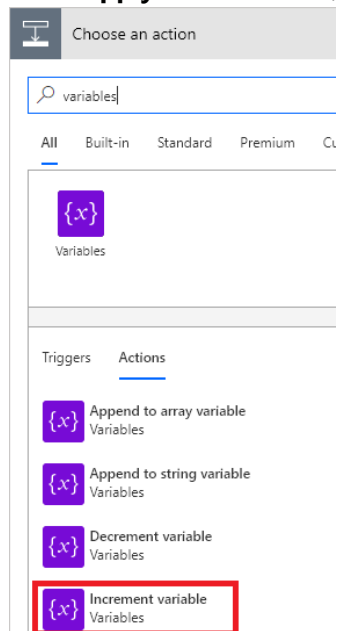 Choose an action
variables
All Built-in Standard Premium Cu
{x}
Variables
Triggers Actions
{x} Append to array variable
Variables
{x} Append to string variable
Variables
{x} Decrement variable
Variables
{x} Increment variable
Variables